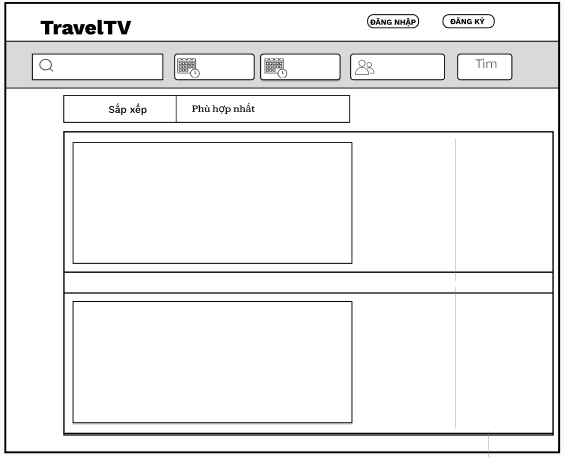 TravelTV
ĐĂNG NHẬP
ĐĂNG KÝ
Tìm
Sắp xếp
Phù hợp nhất